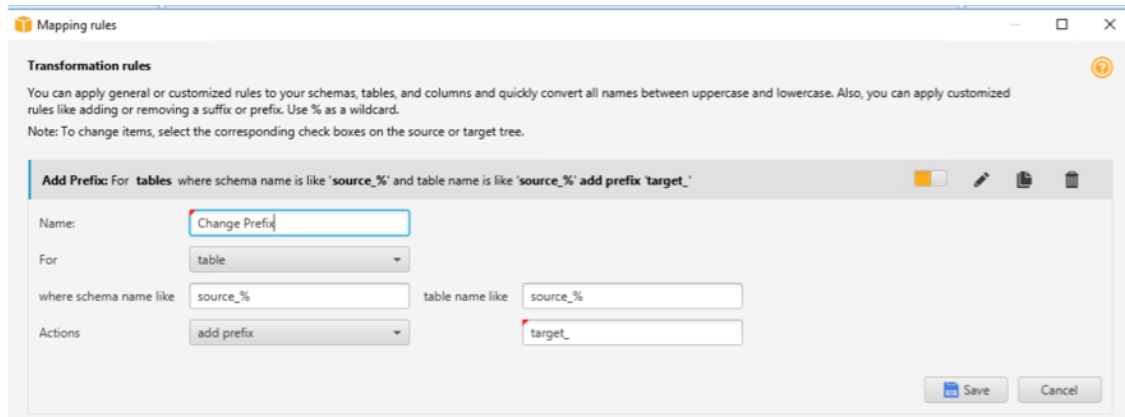 Mapping rules
Transformation rules
You can apply general or customized rules to your schemas, tables, and columns and quickly convert all names between uppercase and lowercase. Also, you can apply customized
rules like adding or removing a suffix or prefix. Use % as a wildcard.
Note: To change items, select the corresponding check boxes on the source or target tree.
Add Prefix: For tables where schema name is like 'source_%' and table name is like 'source_%' add prefix 'target_'
Name: Change Prefix
For table
where schema name like source_% table name like source_%
Actions add prefix target_
Save Cancel